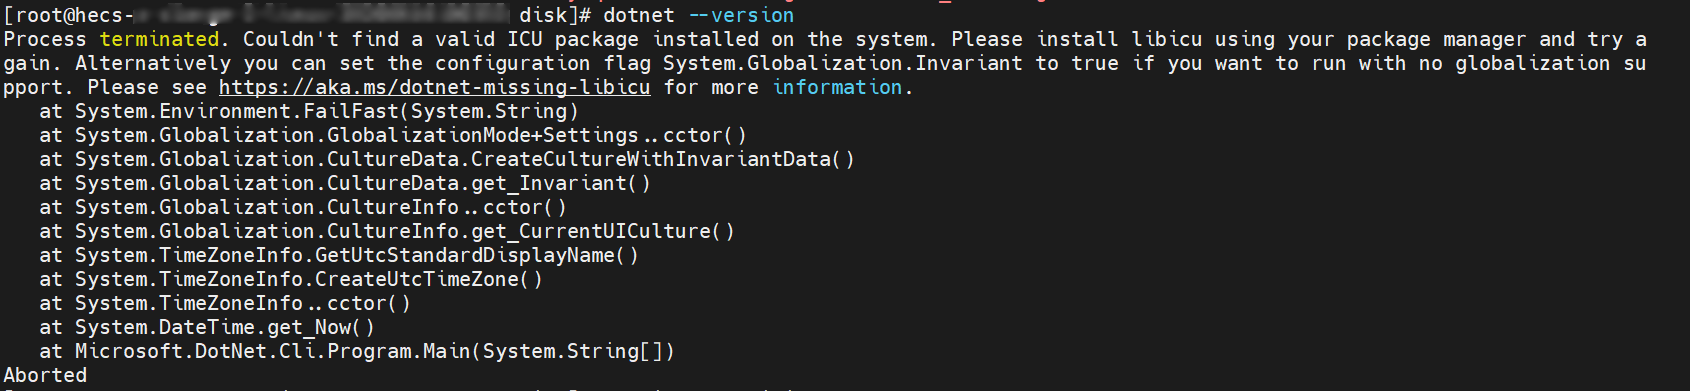 [root@hecs- disk]# dotnet --version
Process terminated. Couldn't find a valid ICU package installed on the system. Please install libicu using your package manager and try a
gain. Alternatively you can set the configuration flag System.Globalization.Invariant to true if you want to run with no globalization su
pport. Please see https://aka.ms/dotnet-missing-libicu for more information.
at System.Environment.FailFast(System.String)
at System.Globalization.GlobalizationMode+Settings..cctor()
at System.Globalization.CultureData.CreateCultureWithInvariantData()
at System.Globalization.CultureData.get_Invariant()
at System.Globalization.CultureInfo..cctor()
at System.Globalization.CultureInfo.get_CurrentUICulture()
at System.TimeZoneInfo.GetUtcStandardDisplayName()
at System.TimeZoneInfo.CreateUtcTimeZone()
at System.TimeZoneInfo..cctor()
at System.DateTime.get_Now()
at Microsoft.DotNet.Cli.Program.Main(System.String[])
Aborted